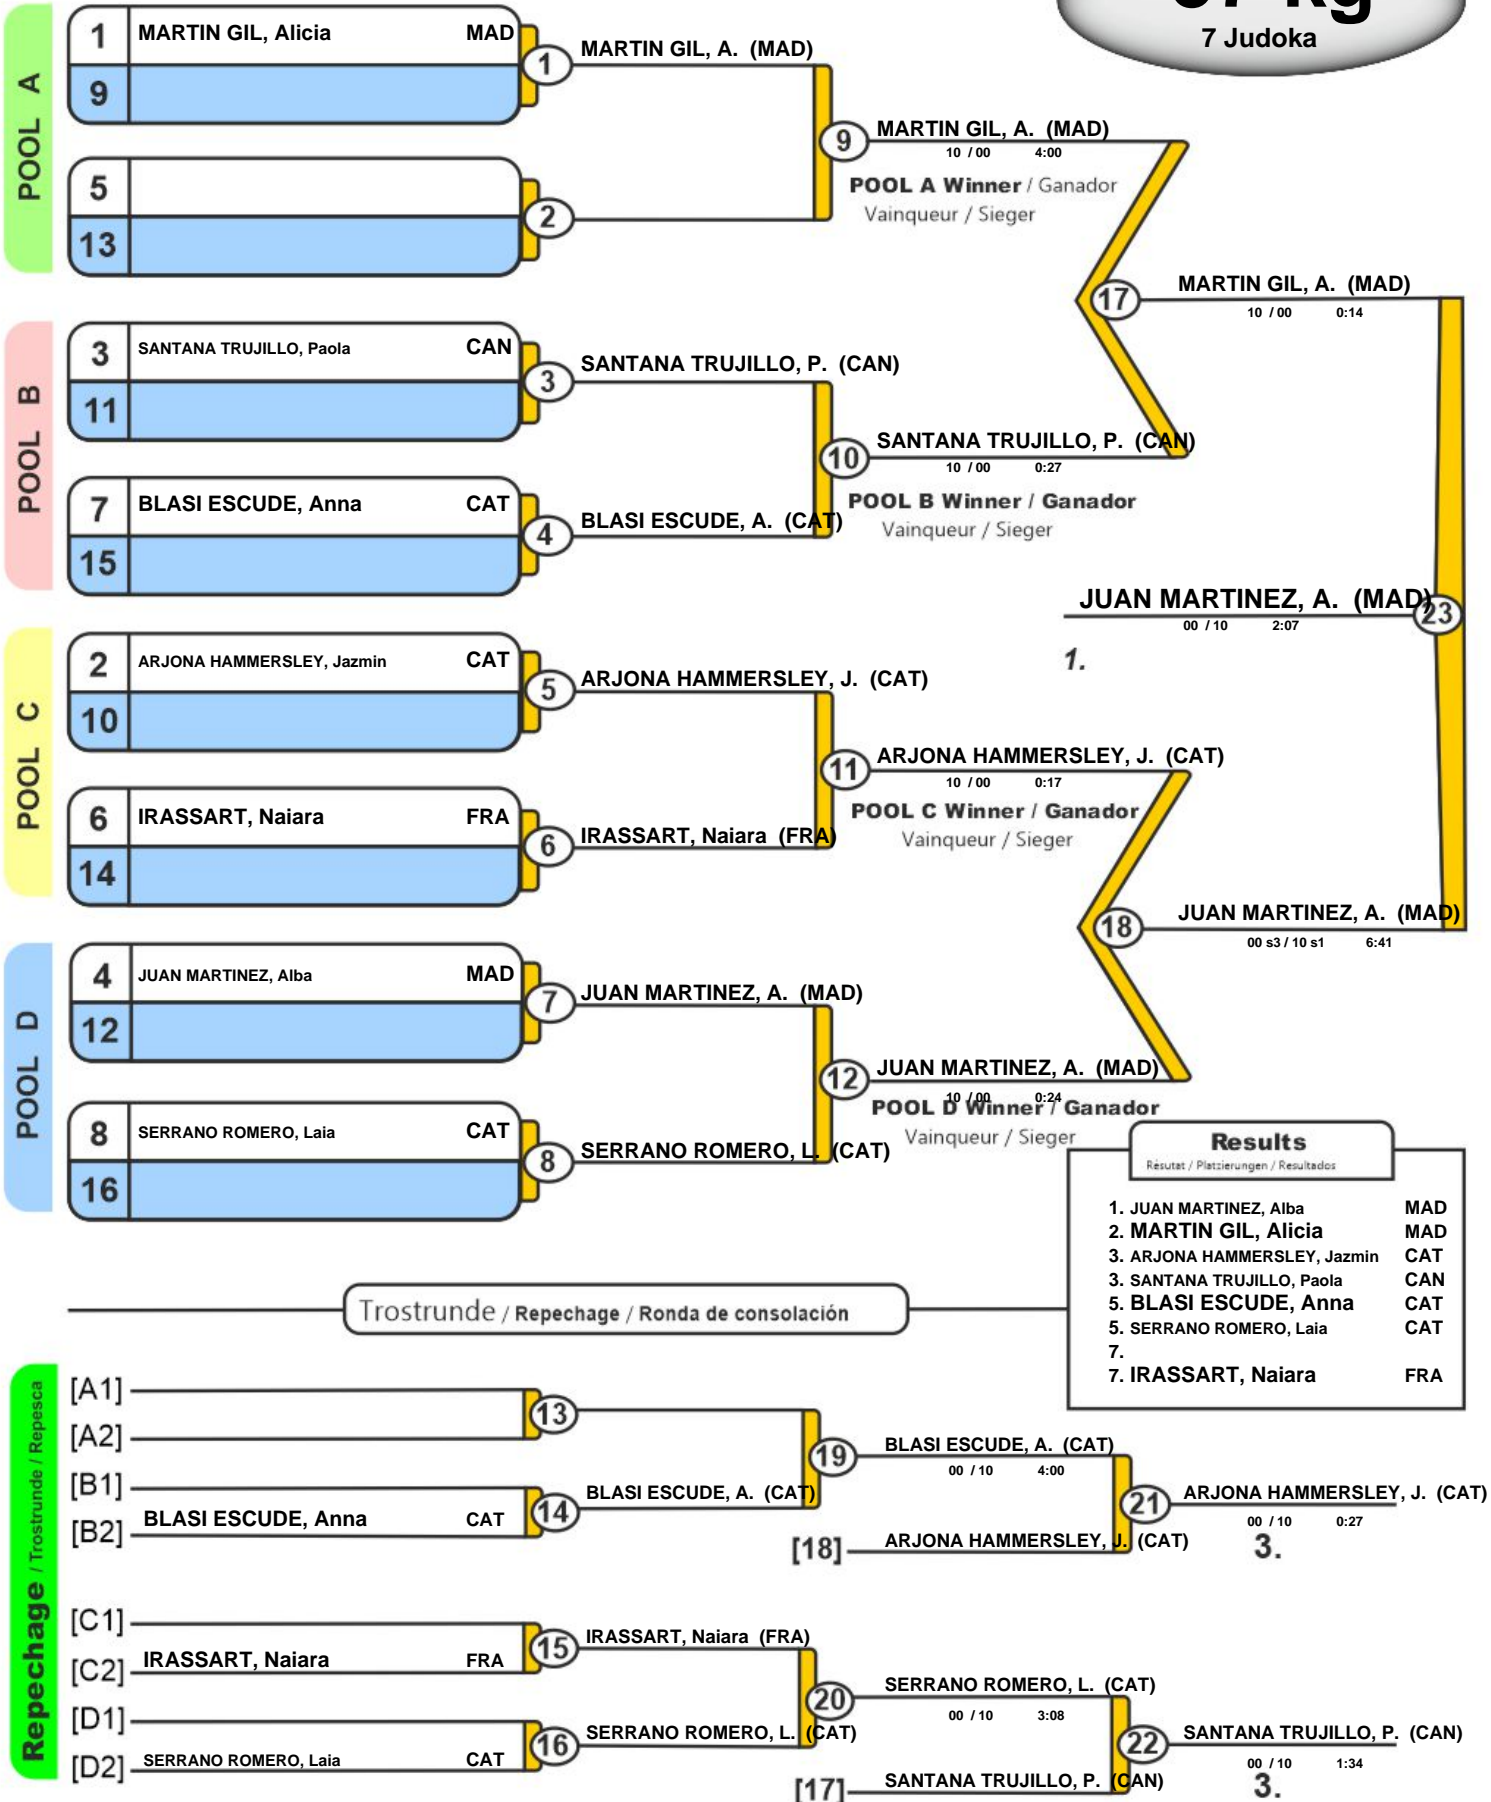 7 Judoka
POOL A
1 MARTIN GIL, Alicia MAD
9
1
MARTIN GIL, A. (MAD)
5
13
2
9
MARTIN GIL, A. (MAD)
10 / 00 4:00
POOL A Winner / Ganador
Vainqueur / Sieger
POOL B
3 SANTANA TRUJILLO, Paola CAN
11
3
SANTANA TRUJILLO, P. (CAN)
7 BLASI ESCUDE, Anna CAT
15
4
BLASI ESCUDE, A. (CAT)
10
SANTANA TRUJILLO, P. (CAN)
10 / 00 0:27
POOL B Winner / Ganador
Vainqueur / Sieger
17
MARTIN GIL, A. (MAD)
10 / 00 0:14
JUAN MARTINEZ, A. (MAD)
23
00 / 10 2:07
1.
POOL C
2 ARJONA HAMMERSLEY, Jazmin CAT
10
5
ARJONA HAMMERSLEY, J. (CAT)
6 IRASSART, Naiara FRA
14
6
IRASSART, Naiara (FRA)
11
ARJONA HAMMERSLEY, J. (CAT)
10 / 00 0:17
POOL C Winner / Ganador
Vainqueur / Sieger
18
JUAN MARTINEZ, A. (MAD)
00 s3 / 10 s1 6:41
POOL D
4 JUAN MARTINEZ, Alba MAD
12
7
JUAN MARTINEZ, A. (MAD)
8 SERRANO ROMERO, Laia CAT
16
8
SERRANO ROMERO, L. (CAT)
12
JUAN MARTINEZ, A. (MAD)
10 / 00 0:24
POOL D Winner / Ganador
Vainqueur / Sieger
Results
Résutat / Platzierungen / Resultados
1. JUAN MARTINEZ, Alba MAD
2. MARTIN GIL, Alicia MAD
3. ARJONA HAMMERSLEY, Jazmin CAT
3. SANTANA TRUJILLO, Paola CAN
5. BLASI ESCUDE, Anna CAT
5. SERRANO ROMERO, Laia CAT
7.
7. IRASSART, Naiara FRA
Trostrunde / Repechage / Ronda de consolación
Repechage / Trostrunde / Repesca
[A1]
[A2]
13
[B1]
[B2] BLASI ESCUDE, Anna CAT
14
BLASI ESCUDE, A. (CAT)
19
BLASI ESCUDE, A. (CAT)
00 / 10 4:00
[18] ARJONA HAMMERSLEY, J. (CAT)
21
ARJONA HAMMERSLEY, J. (CAT)
00 / 10 0:27
3.
[C1]
[C2] IRASSART, Naiara FRA
15
IRASSART, Naiara (FRA)
[D1]
[D2] SERRANO ROMERO, Laia CAT
16
SERRANO ROMERO, L. (CAT)
20
SERRANO ROMERO, L. (CAT)
00 / 10 3:08
[17] SANTANA TRUJILLO, P. (CAN)
22
SANTANA TRUJILLO, P. (CAN)
00 / 10 1:34
3.